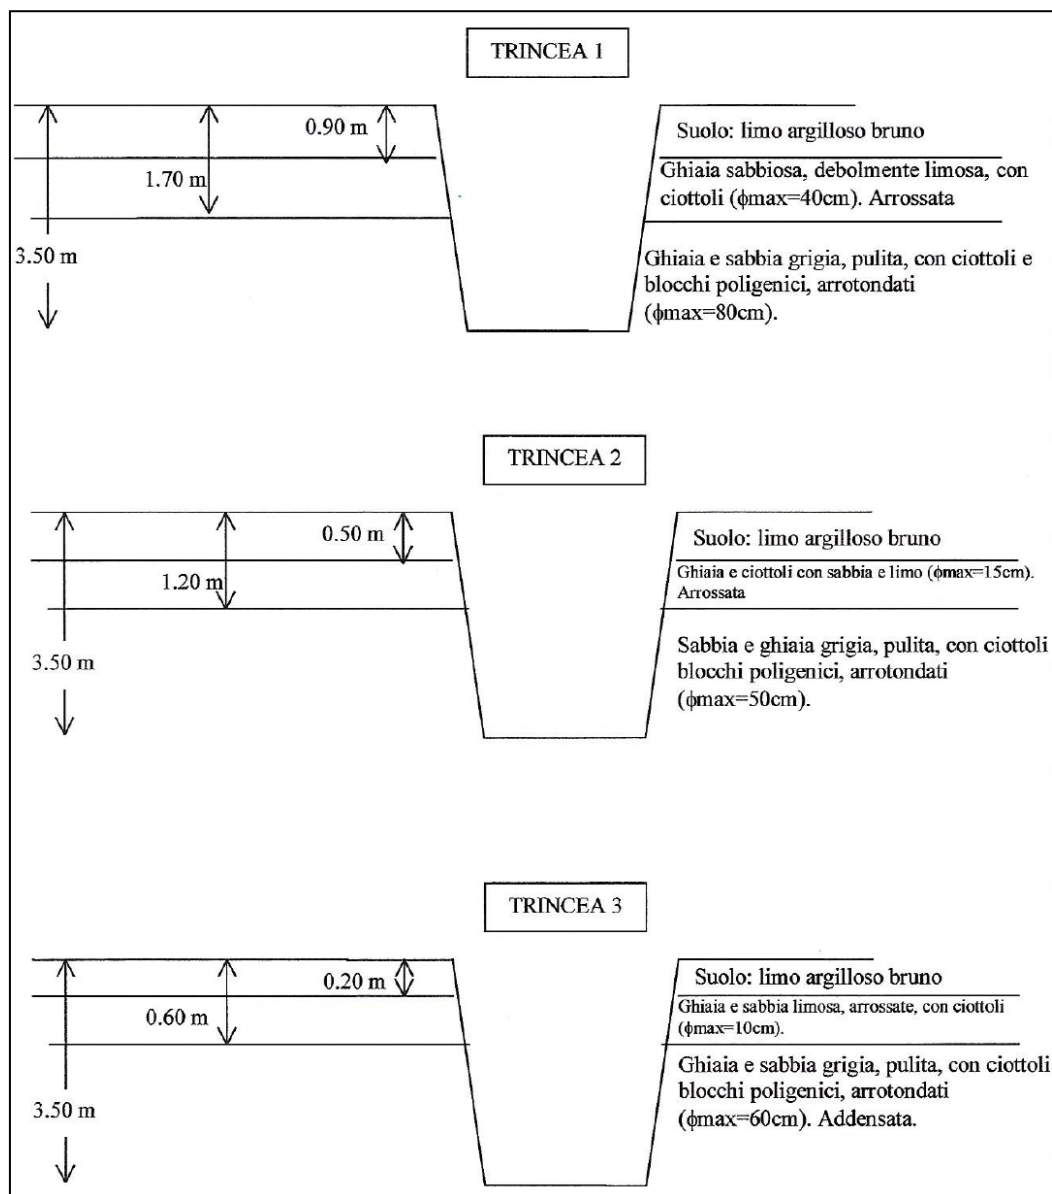 TRINCEA 1
0.90 m
Suolo: limo argilloso bruno
1.70 m
Ghiaia sabbiosa, debolmente limosa, con
ciottoli (ϕmax=40cm). Arrossata
3.50 m
Ghiaia e sabbia grigia, pulita, con ciottoli e
blocchi poligenici, arrotondati
(ϕmax=80cm).
TRINCEA 2
0.50 m
Suolo: limo argilloso bruno
1.20 m
Ghiaia e ciottoli con sabbia e limo (ϕmax=15cm).
Arrossata
3.50 m
Sabbia e ghiaia grigia, pulita, con ciottoli
blocchi poligenici, arrotondati
(ϕmax=50cm).
TRINCEA 3
0.20 m
Suolo: limo argilloso bruno
0.60 m
Ghiaia e sabbia limosa, arrossate, con ciottoli
(ϕmax=10cm).
3.50 m
Ghiaia e sabbia grigia, pulita, con ciottoli
blocchi poligenici, arrotondati
(ϕmax=60cm). Addensata.